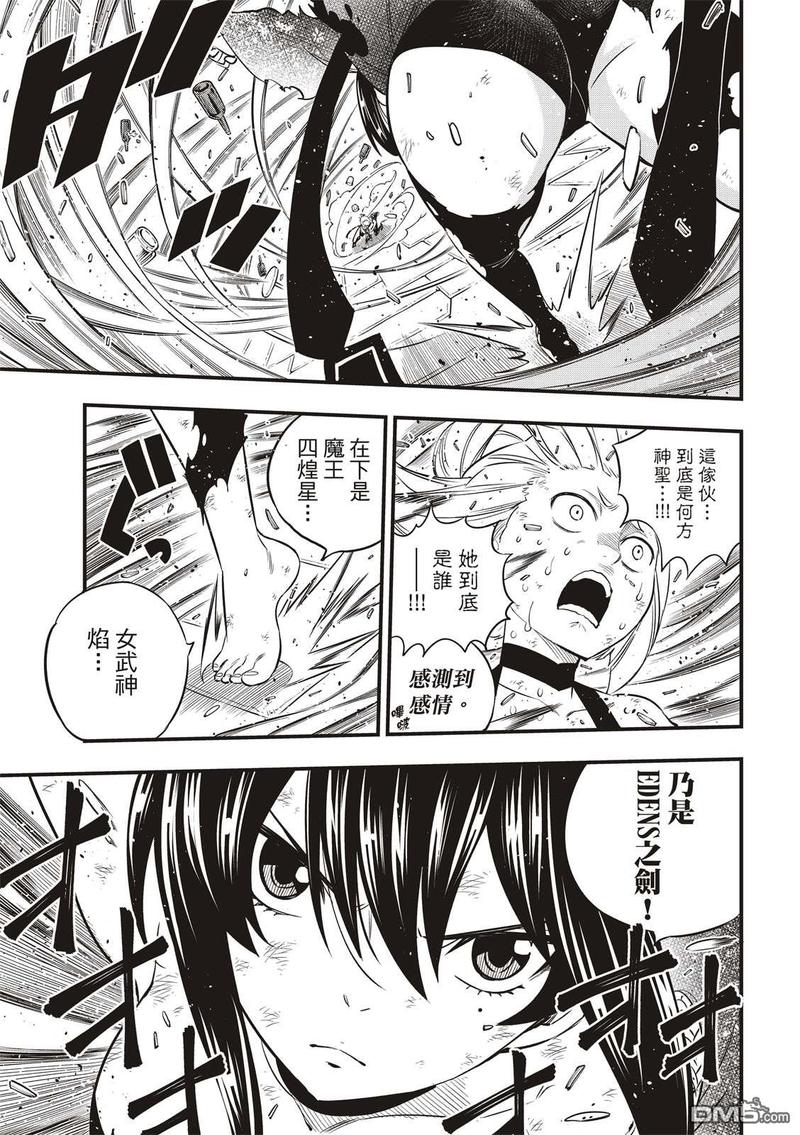 這傢伙…
到底是何方
神聖…!!!
她到底
是誰
——!!!
感測到
感情。
嗶啵
在下是
魔王
四煌星…
女武神
焰…
乃是
EDENS之劍！
DM5.com